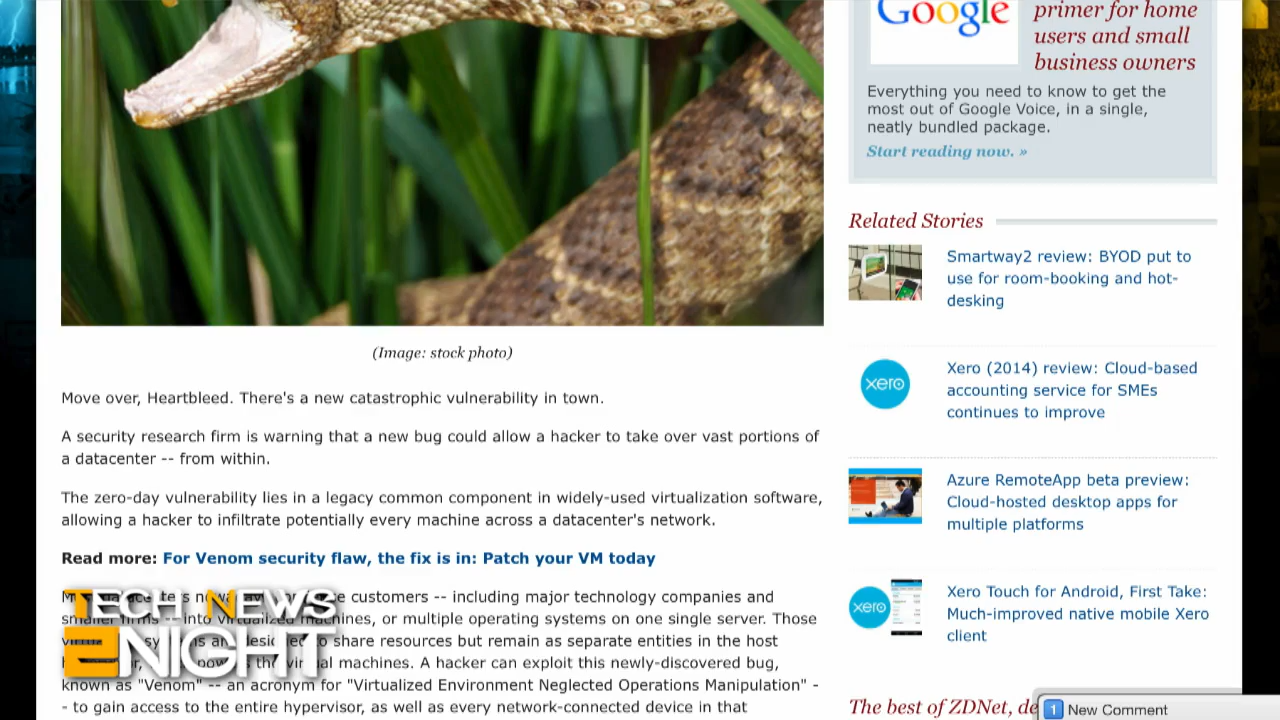 (Image: stock photo)
Move over, Heartbleed. There's a new catastrophic vulnerability in town.
A security research firm is warning that a new bug could allow a hacker to take over vast portions of
a datacenter -- from within.
The zero-day vulnerability lies in a legacy common component in widely-used virtualization software,
allowing a hacker to infiltrate potentially every machine across a datacenter's network.
Read more: For Venom security flaw, the fix is in: Patch your VM today
customers -- including major technology companies and
smaller firms -- into virtualized machines, or multiple operating systems on one single server. Those
share resources but remain as separate entities in the host
the virtual machines. A hacker can exploit this newly-discovered bug,
known as "Venom" -- an acronym for "Virtualized Environment Neglected Operations Manipulation" -
- to gain access to the entire hypervisor, as well as every network-connected device in that
TECH NEWS
2NIGHT
Google
primer for home
users and small
business owners
Everything you need to know to get the
most out of Google Voice, in a single,
neatly bundled package.
Start reading now. »
Related Stories
Smartway2 review: BYOD put to
use for room-booking and hot-
desking
xero
Xero (2014) review: Cloud-based
accounting service for SMEs
continues to improve
Azure RemoteApp beta preview:
Cloud-hosted desktop apps for
multiple platforms
xero
Xero Touch for Android, First Take:
Much-improved native mobile Xero
client
The best of ZDNet, de
1 New Comment